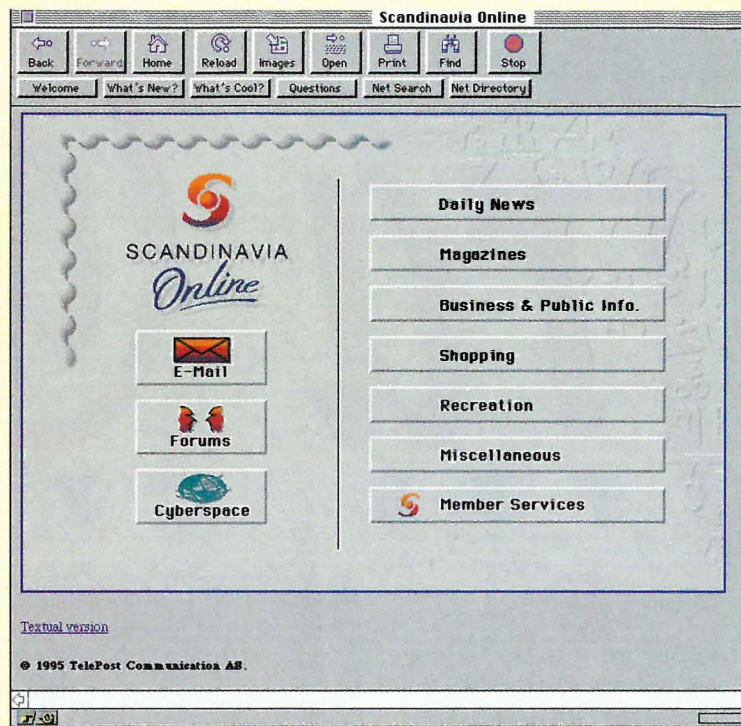 Scandinavia Online
Back Forward Home Reload Images Open Print Find Stop
Welcome What's New? What's Cool? Questions Net Search Net Directory
SCANDINAVIA
Online
E-Mail
Forums
Cyberspace
Daily News
Magazines
Business & Public Info.
Shopping
Recreation
Miscellaneous
Member Services
Textual version
© 1995 TelePost Communication AS.